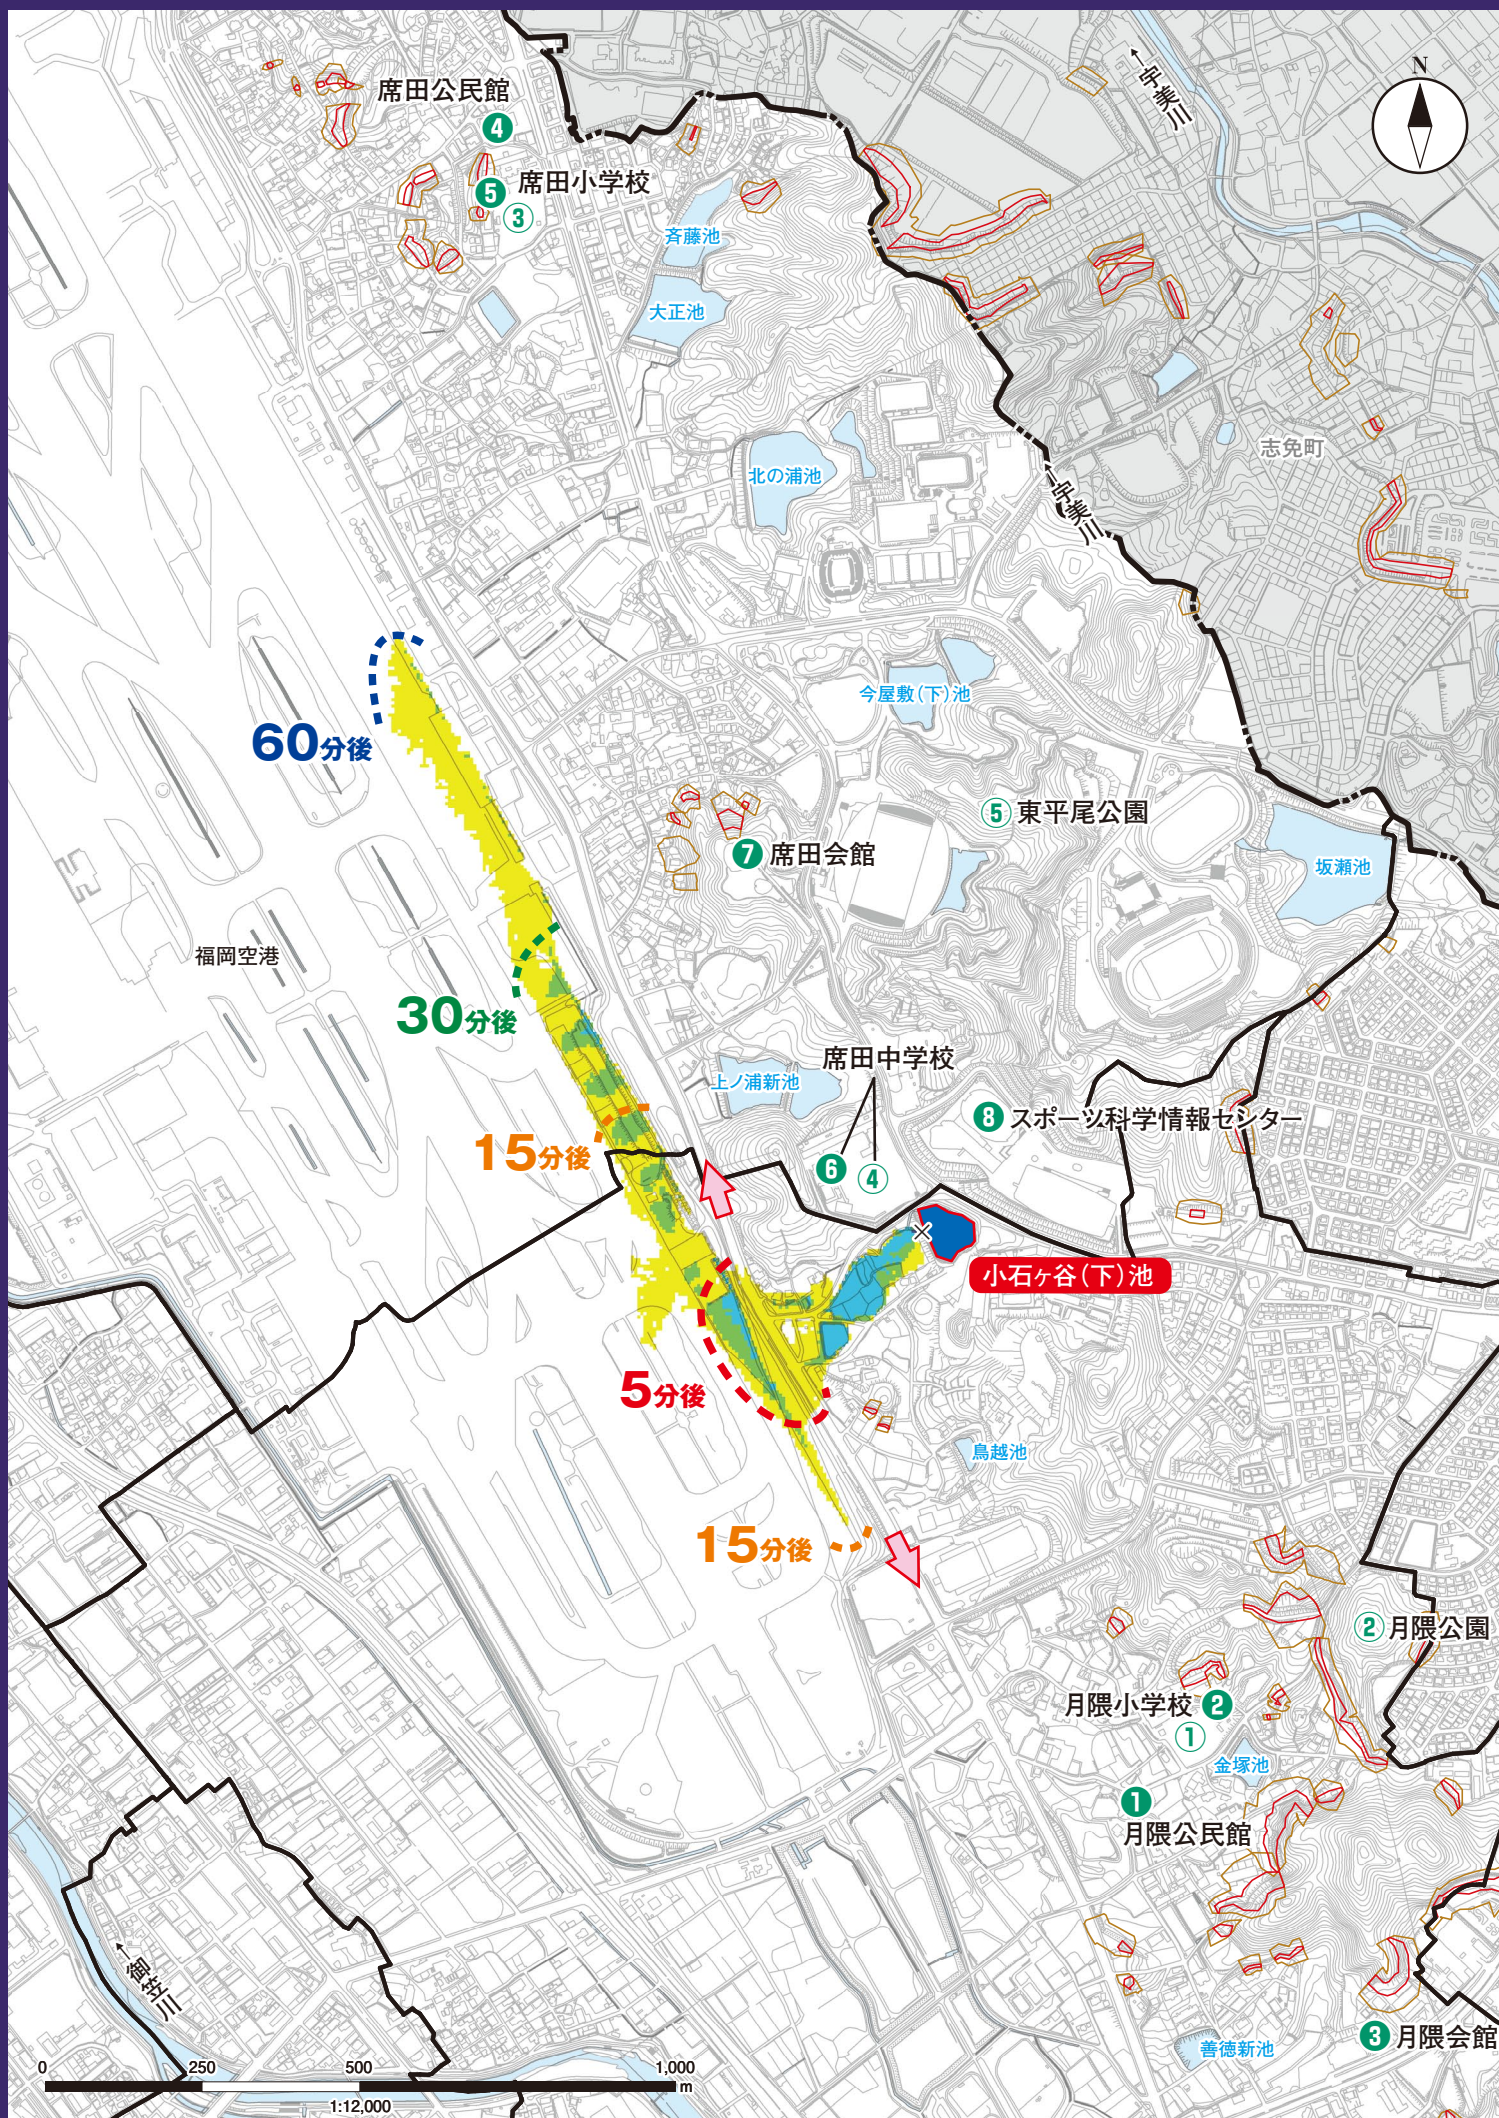 N
←宇美川
席田公民館
4
5
席田小学校
3
斉藤池
大正池
志免町
北の浦池
←宇美川
今屋敷(下)池
60分後
5 東平尾公園
7 席田会館
坂瀬池
福岡空港
30分後
席田中学校
上ノ浦新池
8 スポーツ科学情報センター
15分後
6
4
小石ヶ谷(下)池
5分後
鳥越池
15分後
2 月隈公園
月隈小学校 2
1
金塚池
1
月隈公民館
←御笠川
3 月隈会館
善徳新池
0 250 500 1,000
m
1:12,000